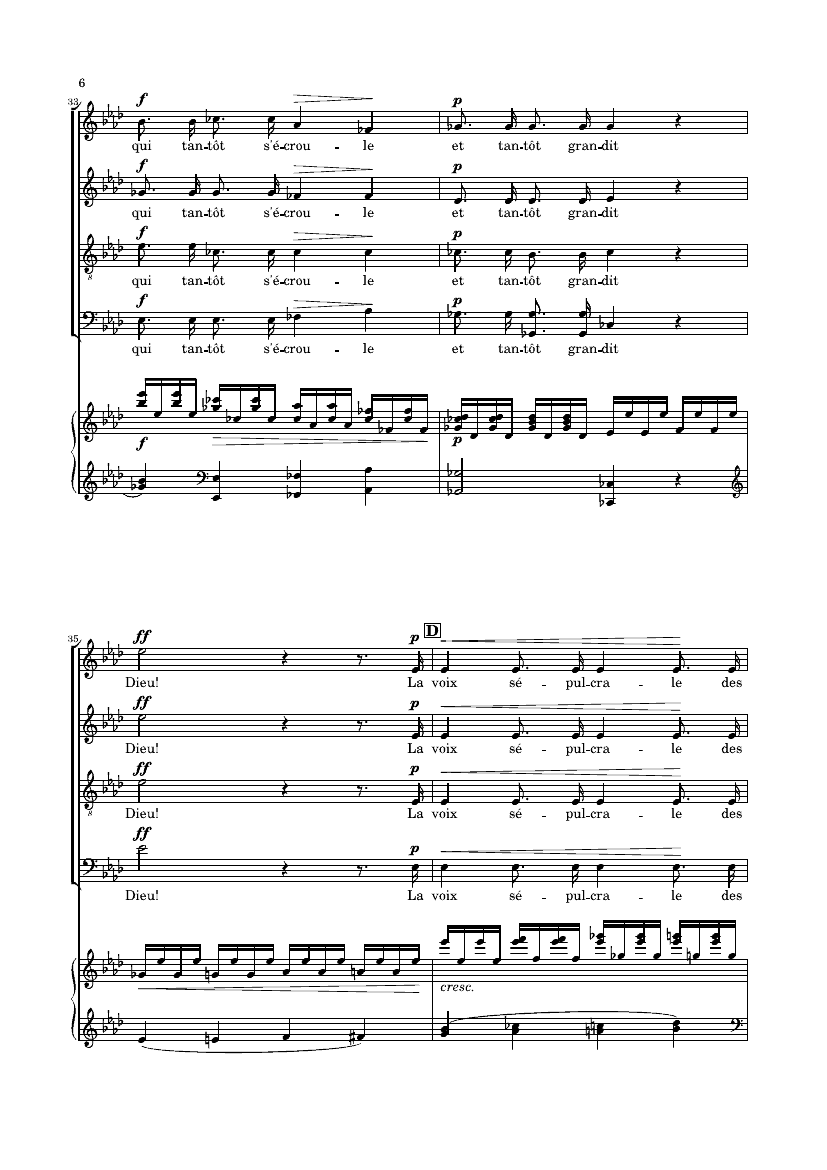 6
33
f p
qui tan-tôt s'é-crou - le et tan-tôt gran-dit
f p
qui tan-tôt s'é-crou - le et tan-tôt gran-dit
f p
8
qui tan-tôt s'é-crou - le et tan-tôt gran-dit
f p
qui tan-tôt s'é-crou - le et tan-tôt gran-dit
f p
35
ff p D
Dieu! La voix sé - pul-cra - le des
ff p
Dieu! La voix sé - pul-cra - le des
ff p
8
Dieu! La voix sé - pul-cra - le des
ff p
Dieu! La voix sé - pul-cra - le des
cresc.